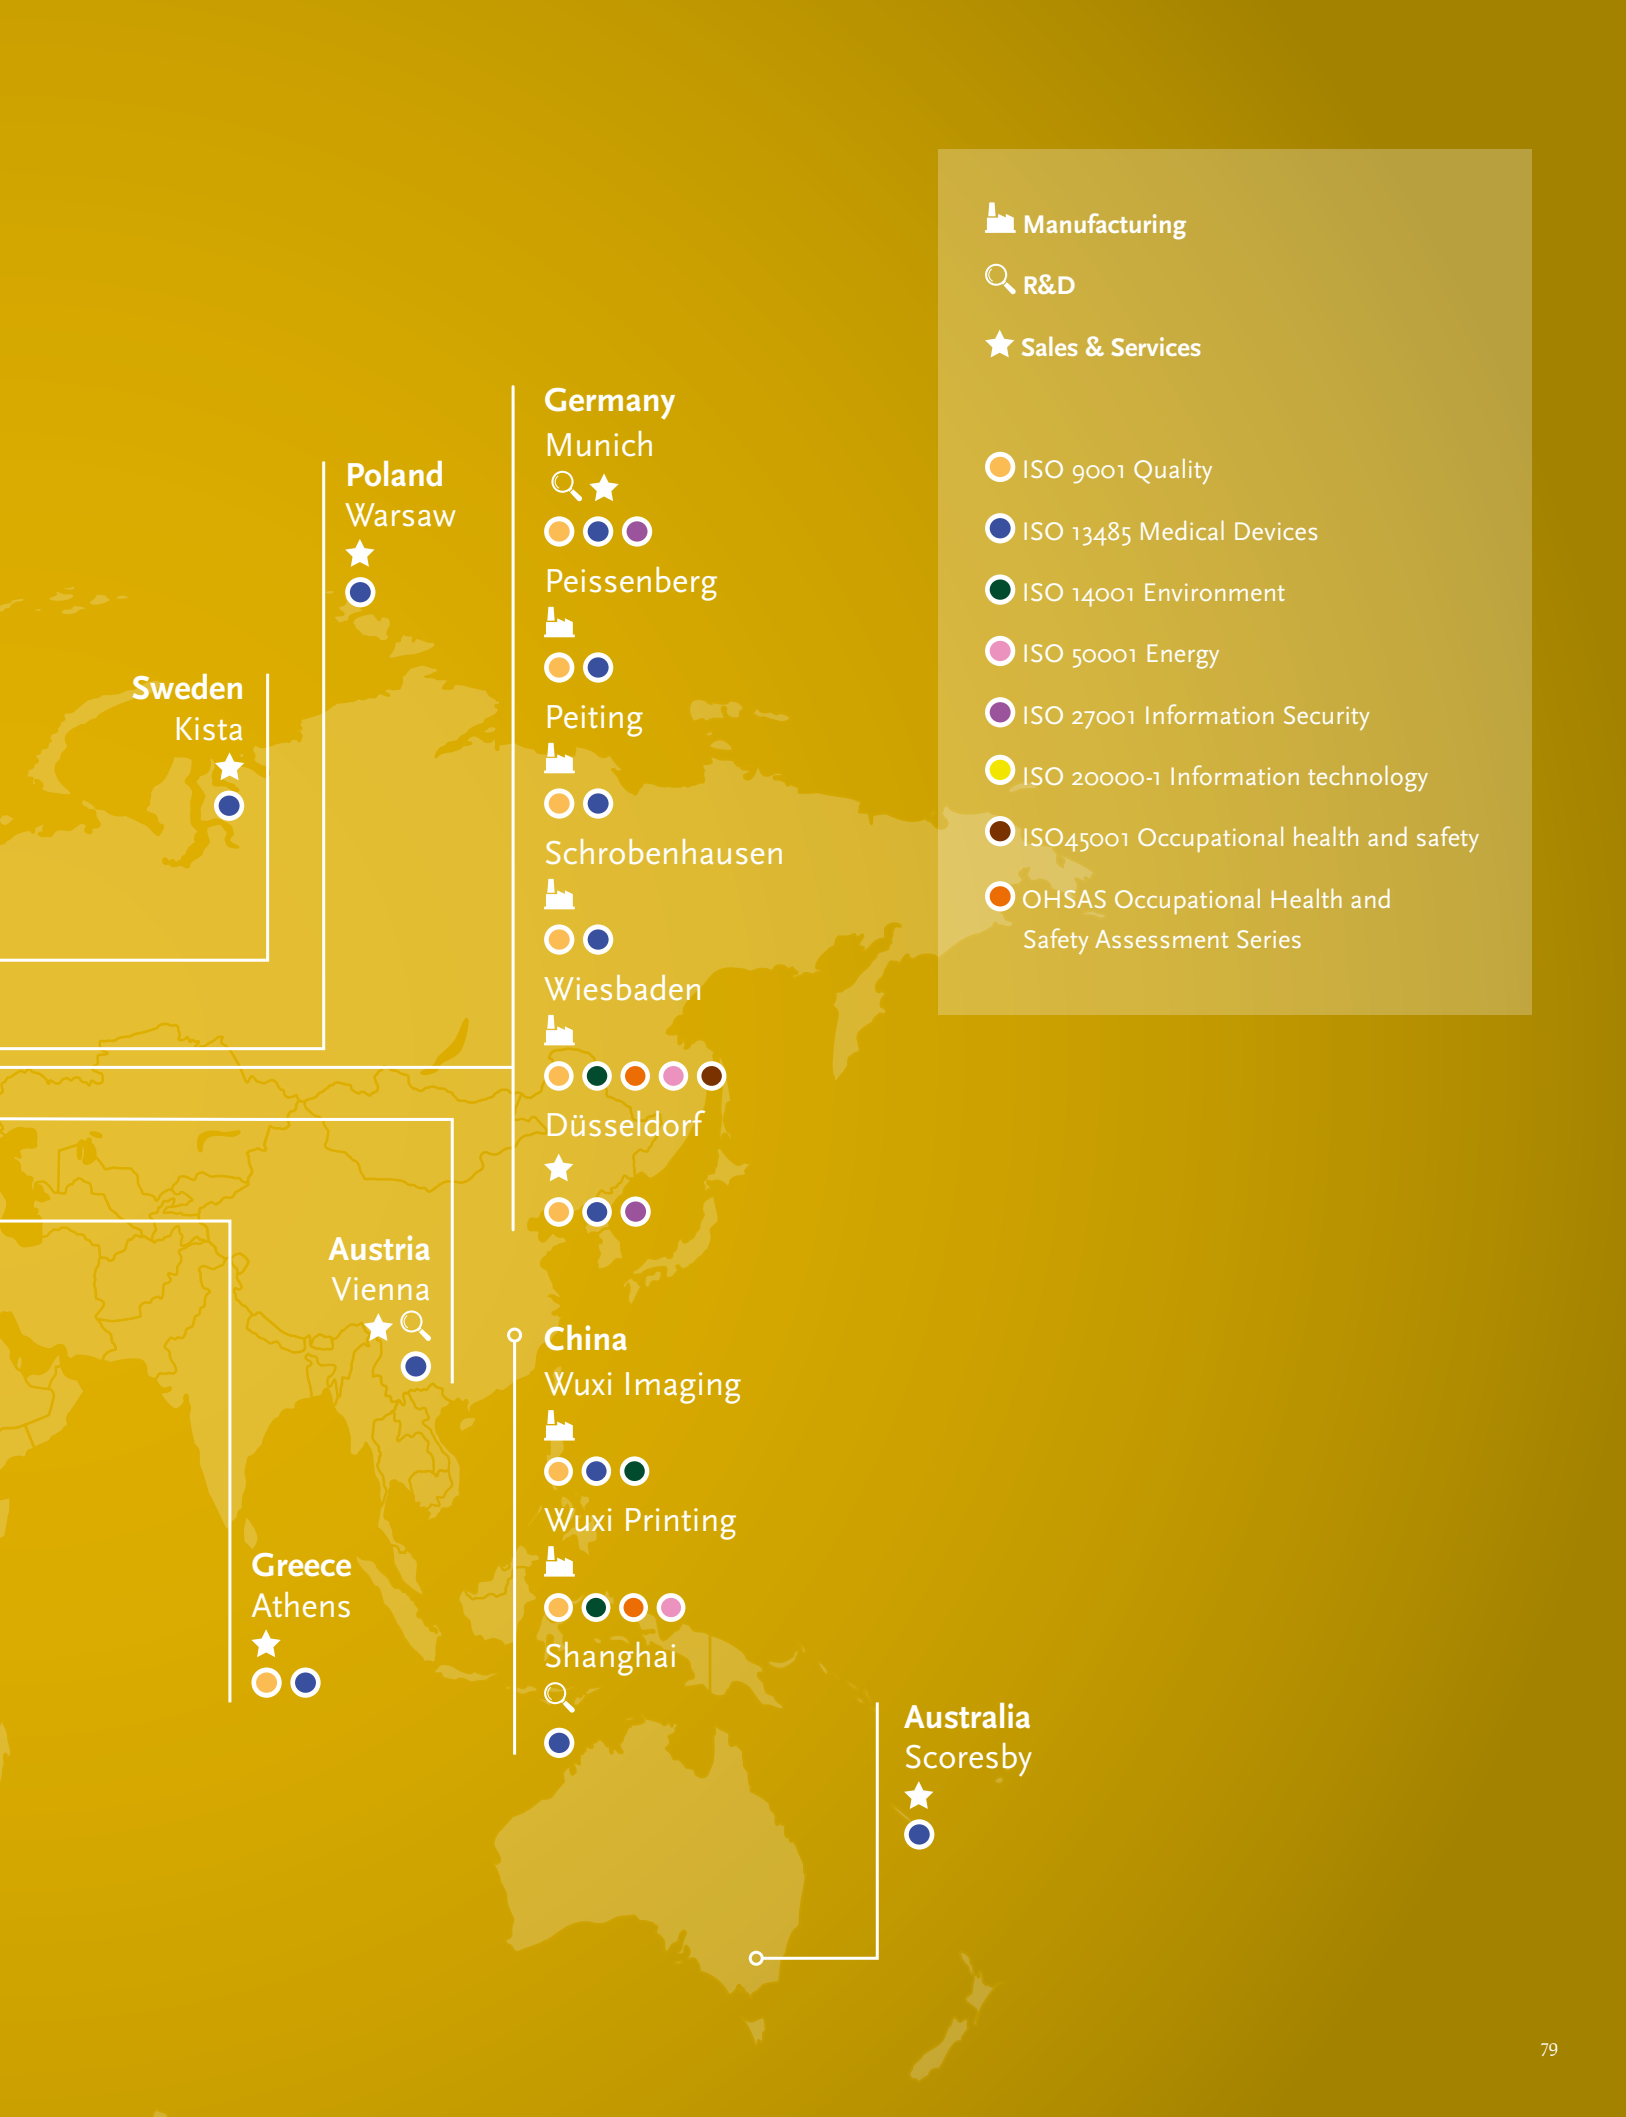 Manufacturing
R&D
Sales & Services
ISO 9001 Quality
ISO 13485 Medical Devices
ISO 14001 Environment
ISO 50001 Energy
ISO 27001 Information Security
ISO 20000-1 Information technology
ISO45001 Occupational health and safety
OHSAS Occupational Health and
Safety Assessment Series
Germany
Munich
Peissenberg
Peiting
Schrobenhausen
Wiesbaden
Düsseldorf
Poland
Warsaw
Sweden
Kista
Austria
Vienna
China
Wuxi Imaging
Wuxi Printing
Shanghai
Greece
Athens
Australia
Scoresby
79